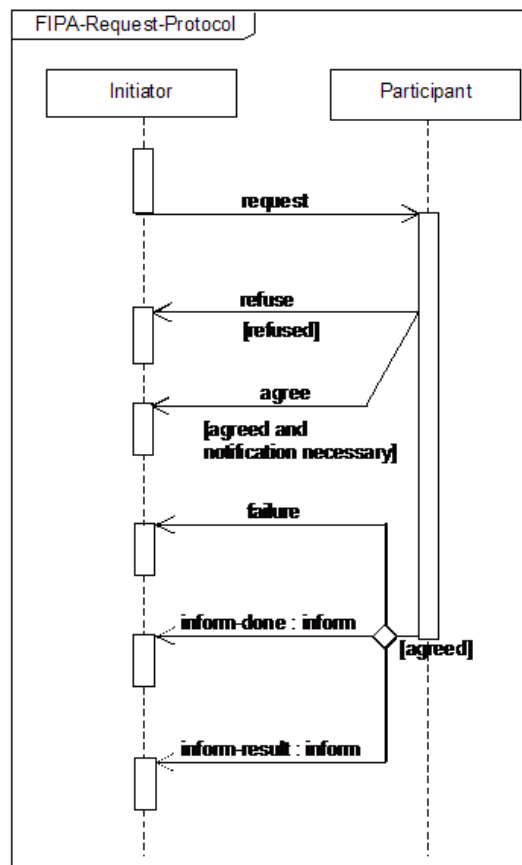 FIPA-Request-Protocol
Initiator
Participant
request
refuse
[refused]
agree
[agreed and
notification necessary]
failure
inform-done : inform
[agreed]
inform-result : inform